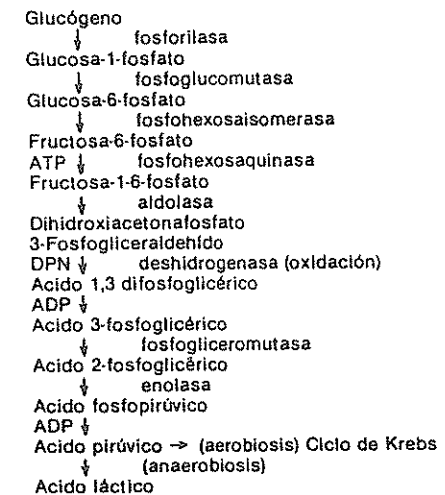 Glucógeno
↓ fosforilasa
Glucosa-1-fosfato
↓ fosfoglucomutasa
Glucosa-6-fosfato
↓ fosfohexosaisomerasa
Fructosa-6-fosfato
ATP ↓ fosfohexosaquinasa
Fructosa-1-6-fosfato
↓ aldolasa
Dihidroxiacetonafosfato
3-Fosfogliceraldehído
DPN ↓ deshidrogenasa (oxidación)
Acido 1,3 difosfoglicérico
ADP ↓
Acido 3-fosfoglicérico
↓ fosfogliceromutasa
Acido 2-fosfoglicérico
↓ enolasa
Acido fosfopirúvico
ADP ↓
Acido pirúvico → (aerobiosis) Ciclo de Krebs
↓ (anaerobiosis)
Acido láctico